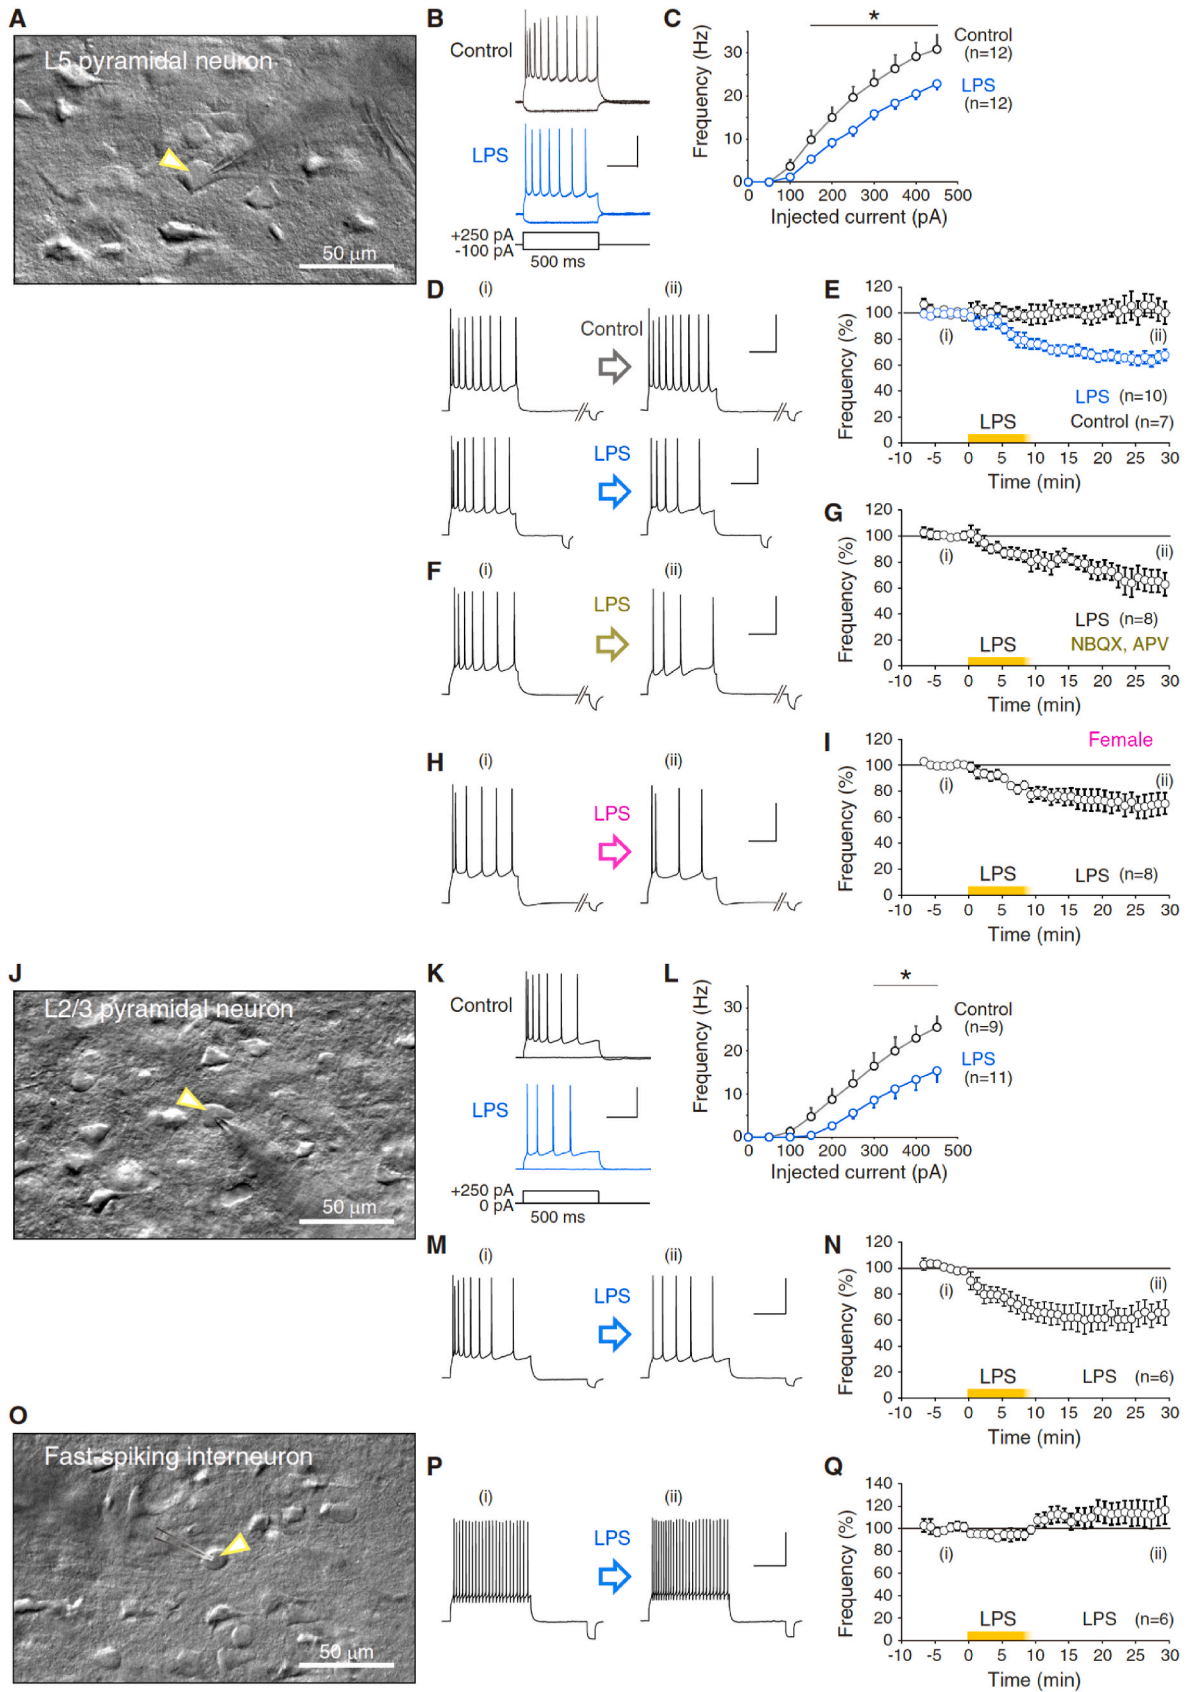 A
L5 pyramidal neuron
50 μm
B
Control
LPS
+250 pA
-100 pA
500 ms
C
*
Frequency (Hz)
30
20
10
0
Control
(n=12)
LPS
(n=12)
0 100 200 300 400 500
Injected current (pA)
D
(i)
(ii)
Control
LPS
E
Frequency (%)
120
100
80
60
40
20
0
(i)
(ii)
LPS (n=10)
Control (n=7)
LPS
-10 -5 0 5 10 15 20 25 30
Time (min)
F
(i)
(ii)
LPS
G
Frequency (%)
120
100
80
60
40
20
0
(i)
(ii)
LPS (n=8)
NBQX, APV
LPS
-10 -5 0 5 10 15 20 25 30
Time (min)
H
(i)
(ii)
LPS
I
Female
Frequency (%)
120
100
80
60
40
20
0
(i)
(ii)
LPS
LPS (n=8)
-10 -5 0 5 10 15 20 25 30
Time (min)
J
L2/3 pyramidal neuron
50 μm
K
Control
LPS
+250 pA
0 pA
500 ms
L
*
Frequency (Hz)
30
20
10
0
Control
(n=9)
LPS
(n=11)
0 100 200 300 400 500
Injected current (pA)
M
(i)
(ii)
LPS
N
Frequency (%)
120
100
80
60
40
20
0
(i)
(ii)
LPS
LPS (n=6)
-10 -5 0 5 10 15 20 25 30
Time (min)
O
Fast-spiking interneuron
50 μm
P
(i)
(ii)
LPS
Q
Frequency (%)
140
120
100
80
60
40
20
0
(i)
(ii)
LPS
LPS (n=6)
-10 -5 0 5 10 15 20 25 30
Time (min)